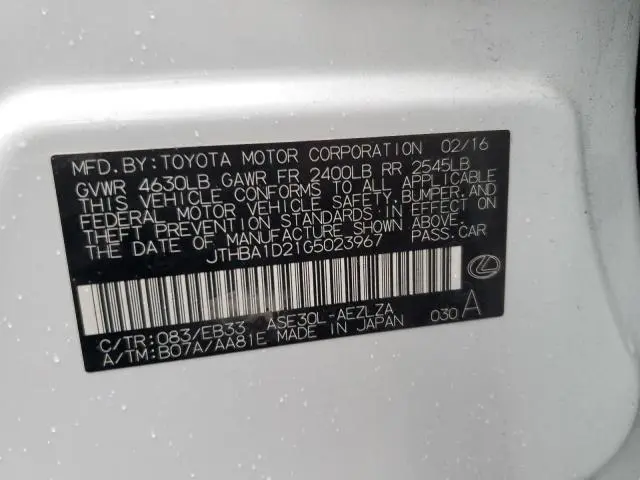 MFD. BY: TOYOTA MOTOR CORPORATION 02/16
GVWR 4630LB GAWR FR 2400LB RR 2545LB
THIS VEHICLE CONFORMS TO ALL APPLICABLE
FEDERAL MOTOR VEHICLE SAFETY, BUMPER, AND
THEFT PREVENTION STANDARDS IN EFFECT ON
THE DATE OF MANUFACTURE SHOWN ABOVE.
JTHBA1D21G5023967 PASS. CAR
C/TR: 083/EB33 ASE30L-AEZLZA
A/TM: B07A/AA81E MADE IN JAPAN 030 A